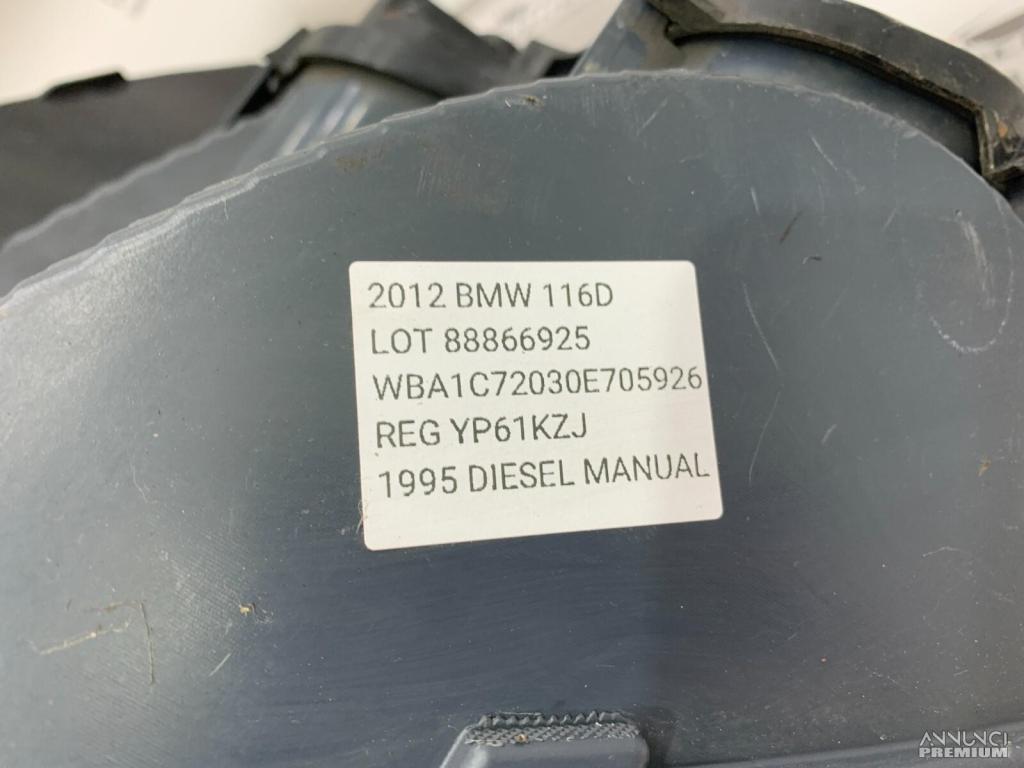 2012 BMW 116D
LOT 88866925
WBA1C72030E705926
REG YP61KZJ
1995 DIESEL MANUAL
ANNUNCI
PREMIUM